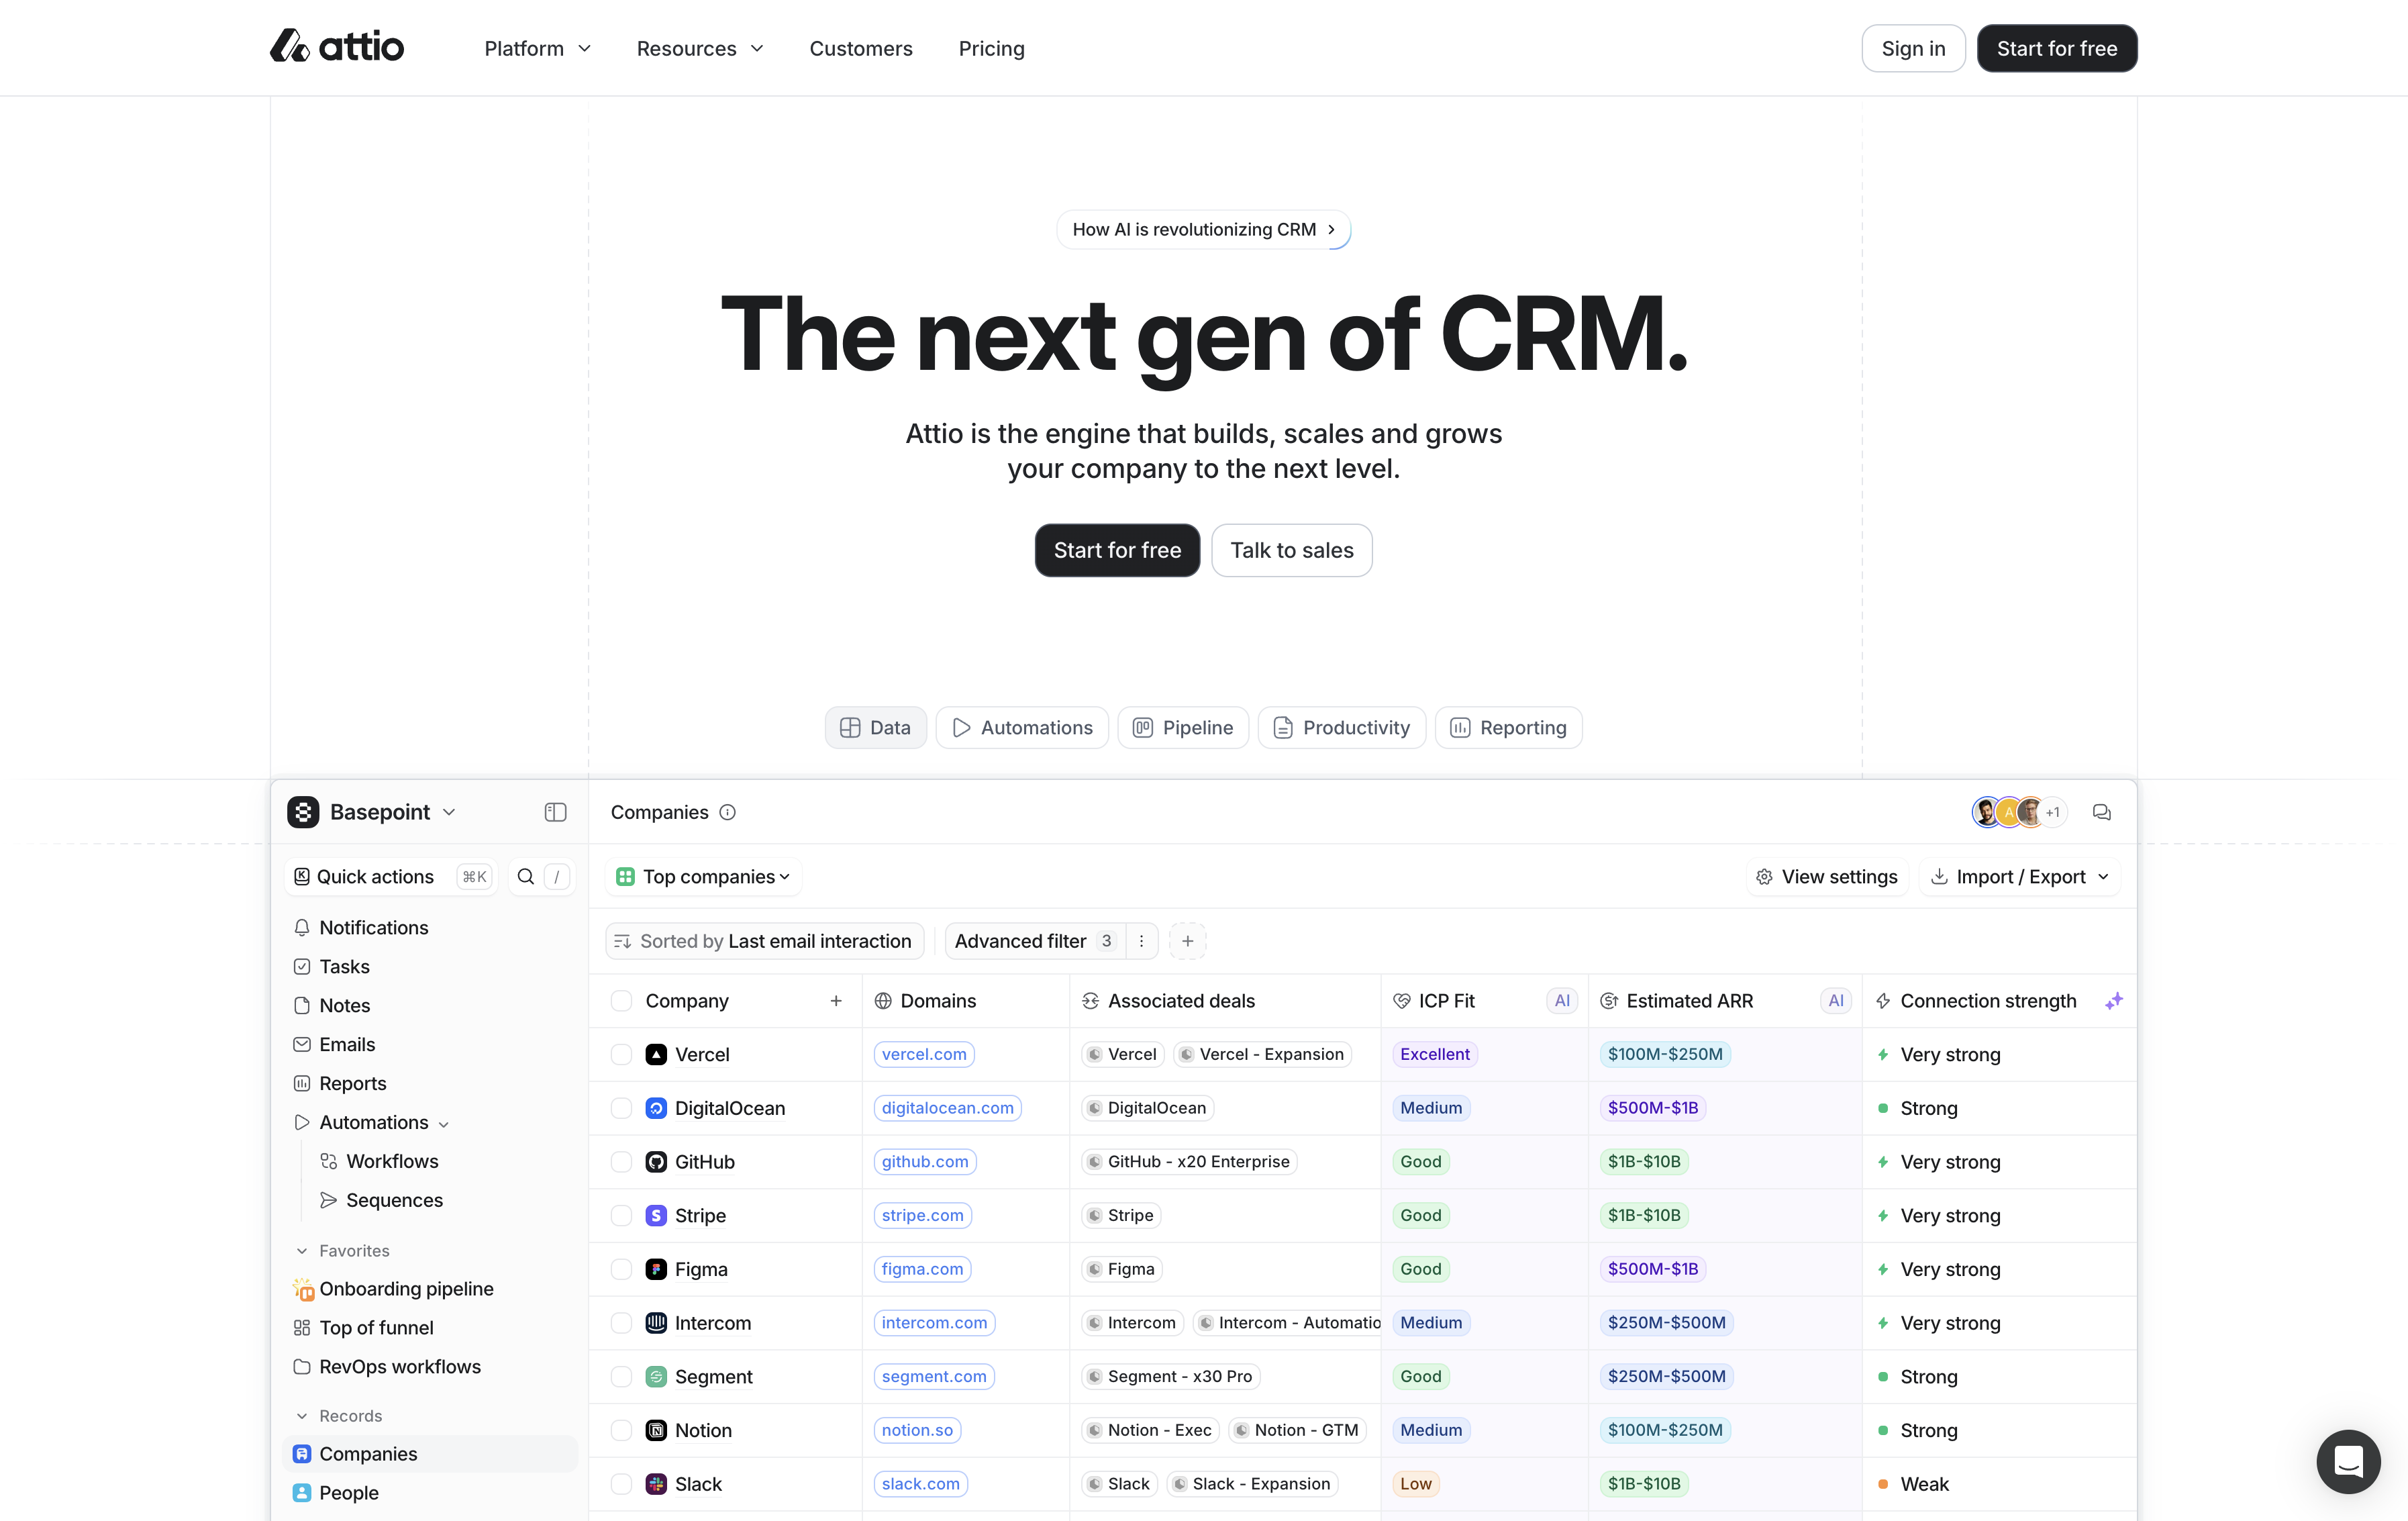 attio
Platform
Resources
Customers
Pricing
Sign in
Start for free
How AI is revolutionizing CRM
The next gen of CRM.
Attio is the engine that builds, scales and grows
your company to the next level.
Start for free
Talk to sales
Data
Automations
Pipeline
Productivity
Reporting
Basepoint
Companies
A
+1
Quick actions
⌘K
/
Top companies
View settings
Import / Export
Notifications
Tasks
Notes
Emails
Reports
Automations
Workflows
Sequences
Favorites
Onboarding pipeline
Top of funnel
RevOps workflows
Records
Companies
People
Sorted by Last email interaction
Advanced filter 3
Company
Domains
Associated deals
ICP Fit AI
Estimated ARR AI
Connection strength
Vercel vercel.com Vercel Vercel - Expansion Excellent $100M-$250M Very strong
DigitalOcean digitalocean.com DigitalOcean Medium $500M-$1B Strong
GitHub github.com GitHub - x20 Enterprise Good $1B-$10B Very strong
Stripe stripe.com Stripe Good $1B-$10B Very strong
Figma figma.com Figma Good $500M-$1B Very strong
Intercom intercom.com Intercom Intercom - Automatio Medium $250M-$500M Very strong
Segment segment.com Segment - x30 Pro Good $250M-$500M Strong
Notion notion.so Notion - Exec Notion - GTM Medium $100M-$250M Strong
Slack slack.com Slack Slack - Expansion Low $1B-$10B Weak